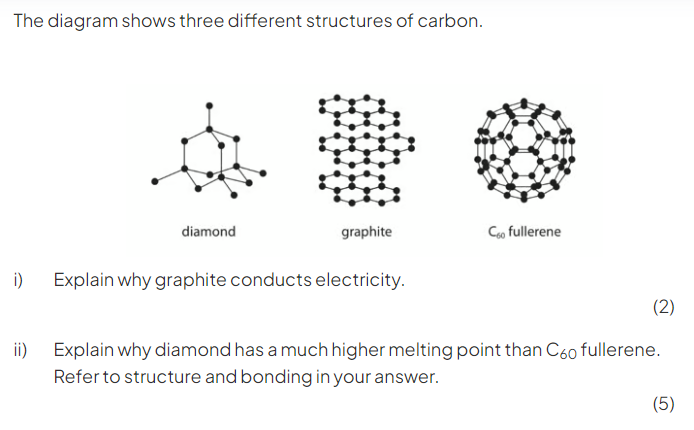 The diagram shows three different structures of carbon.
diamond
graphite
C₆₀ fullerene
i) Explain why graphite conducts electricity.
(2)
ii) Explain why diamond has a much higher melting point than C₆₀ fullerene.
Refer to structure and bonding in your answer.
(5)